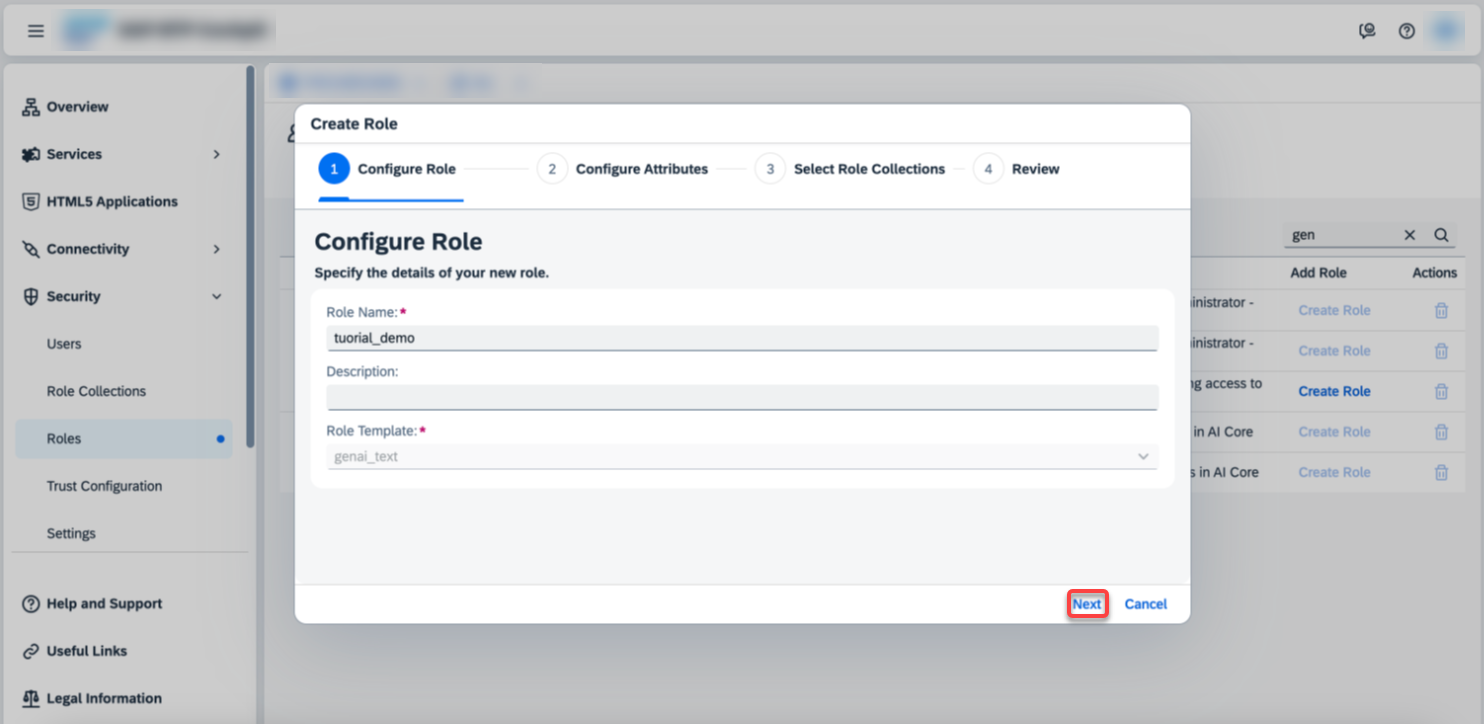 Overview
Services
HTML5 Applications
Connectivity
Security
Users
Role Collections
Roles
Trust Configuration
Settings
Help and Support
Useful Links
Legal Information
Create Role
1 Configure Role 2 Configure Attributes 3 Select Role Collections 4 Review
Configure Role
Specify the details of your new role.
Role Name:*
tuorial_demo
Description:
Role Template:*
genai_text
Next Cancel
gen
Add Role Actions
inistrator -
Create Role
inistrator -
Create Role
g access to
Create Role
in AI Core Create Role
s in AI Core Create Role